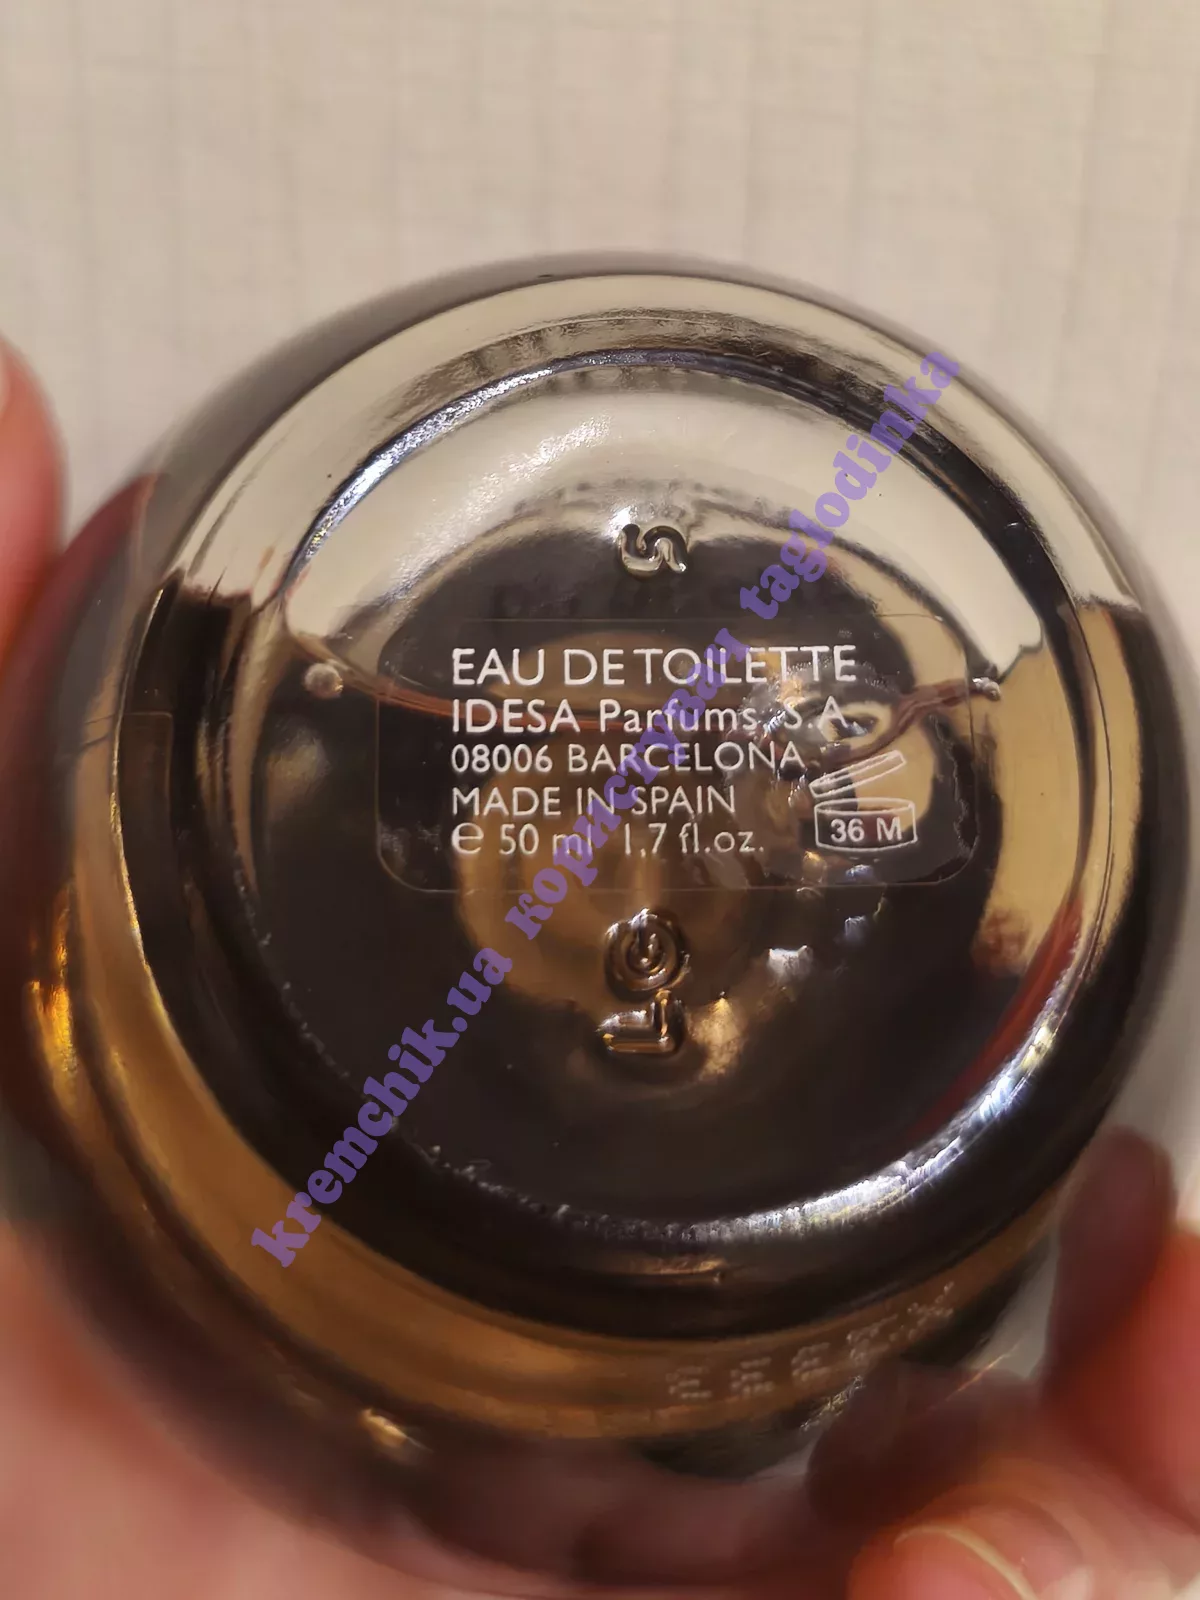 5
EAU DE TOILETTE
IDESA Parfums, S.A.
08006 BARCELONA
MADE IN SPAIN
℮ 50 ml 1,7 fl.oz.
36 M
kremchik.ua користувач taglodinka